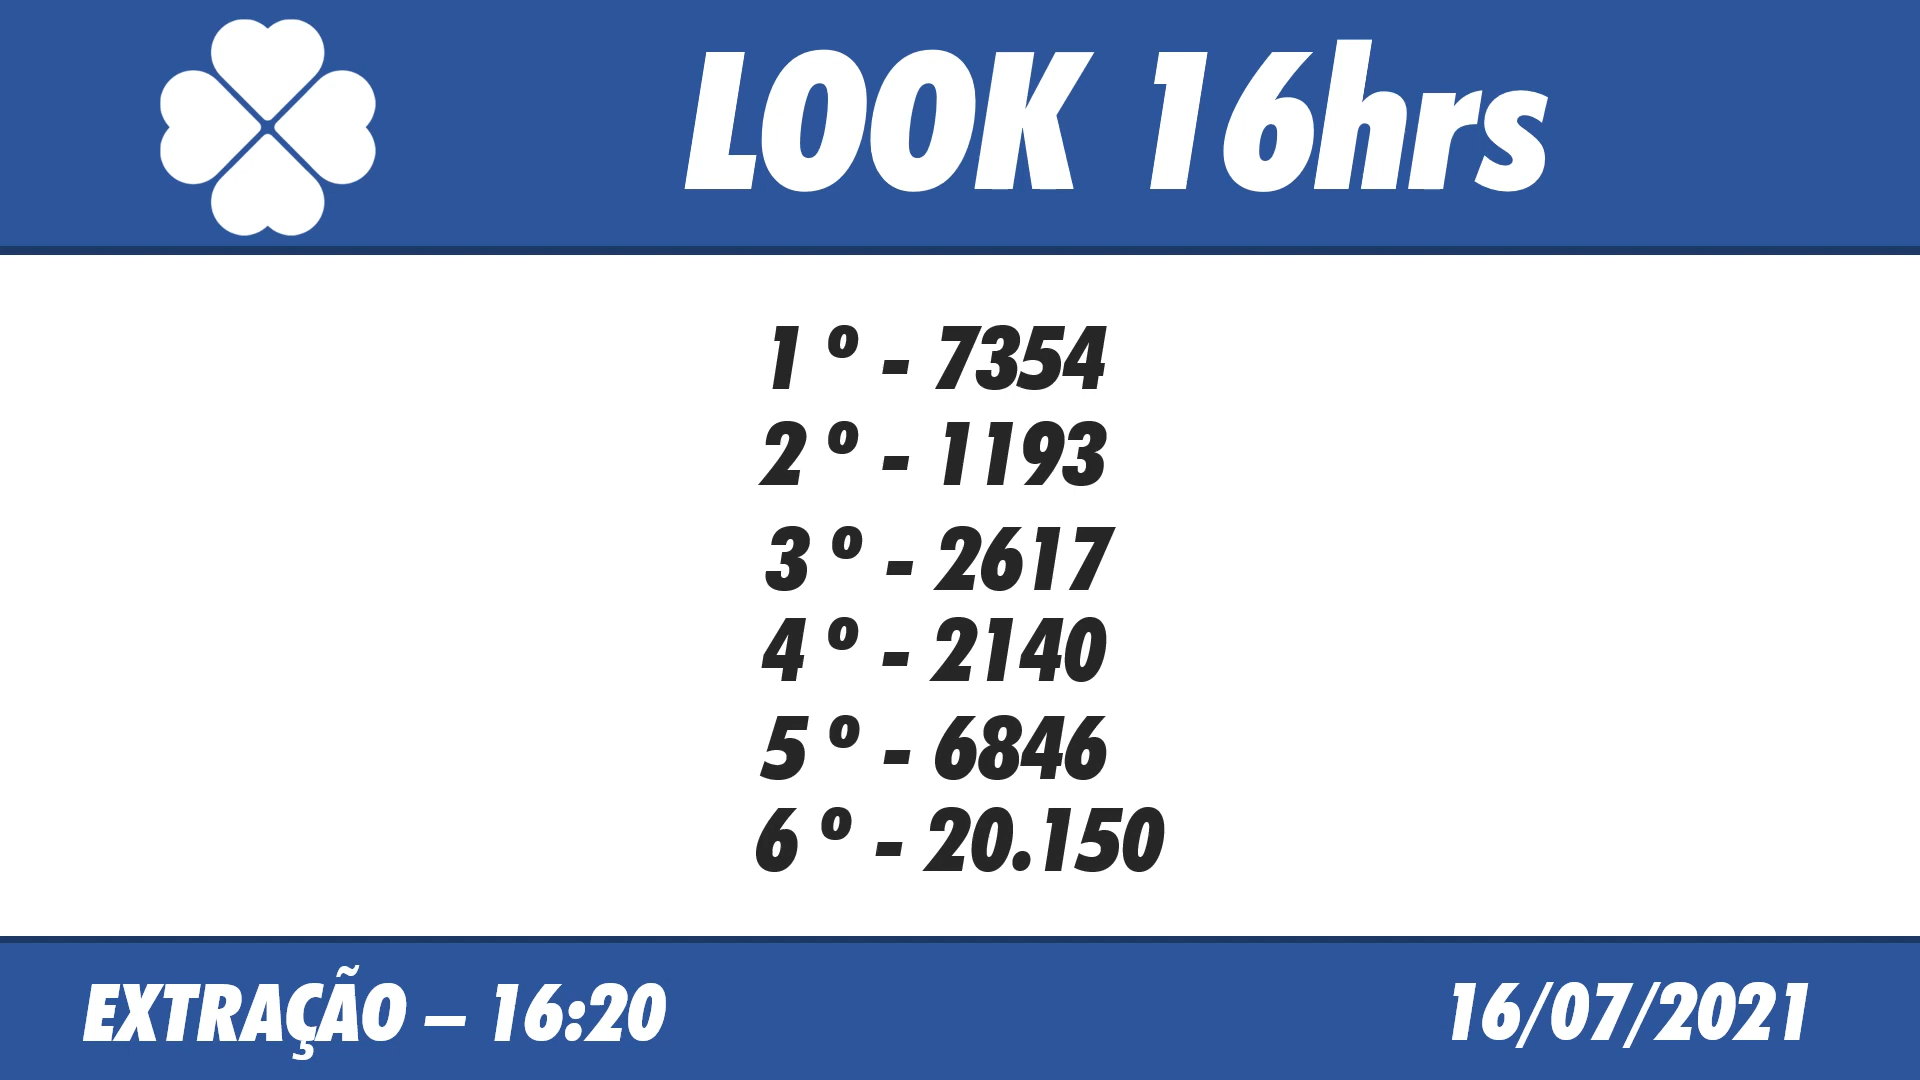 LOOK 16hrs
1 º - 7354
2 º - 1193
3 º - 2617
4 º - 2140
5 º - 6846
6 º - 20.150
EXTRAÇÃO – 16:20
16/07/2021